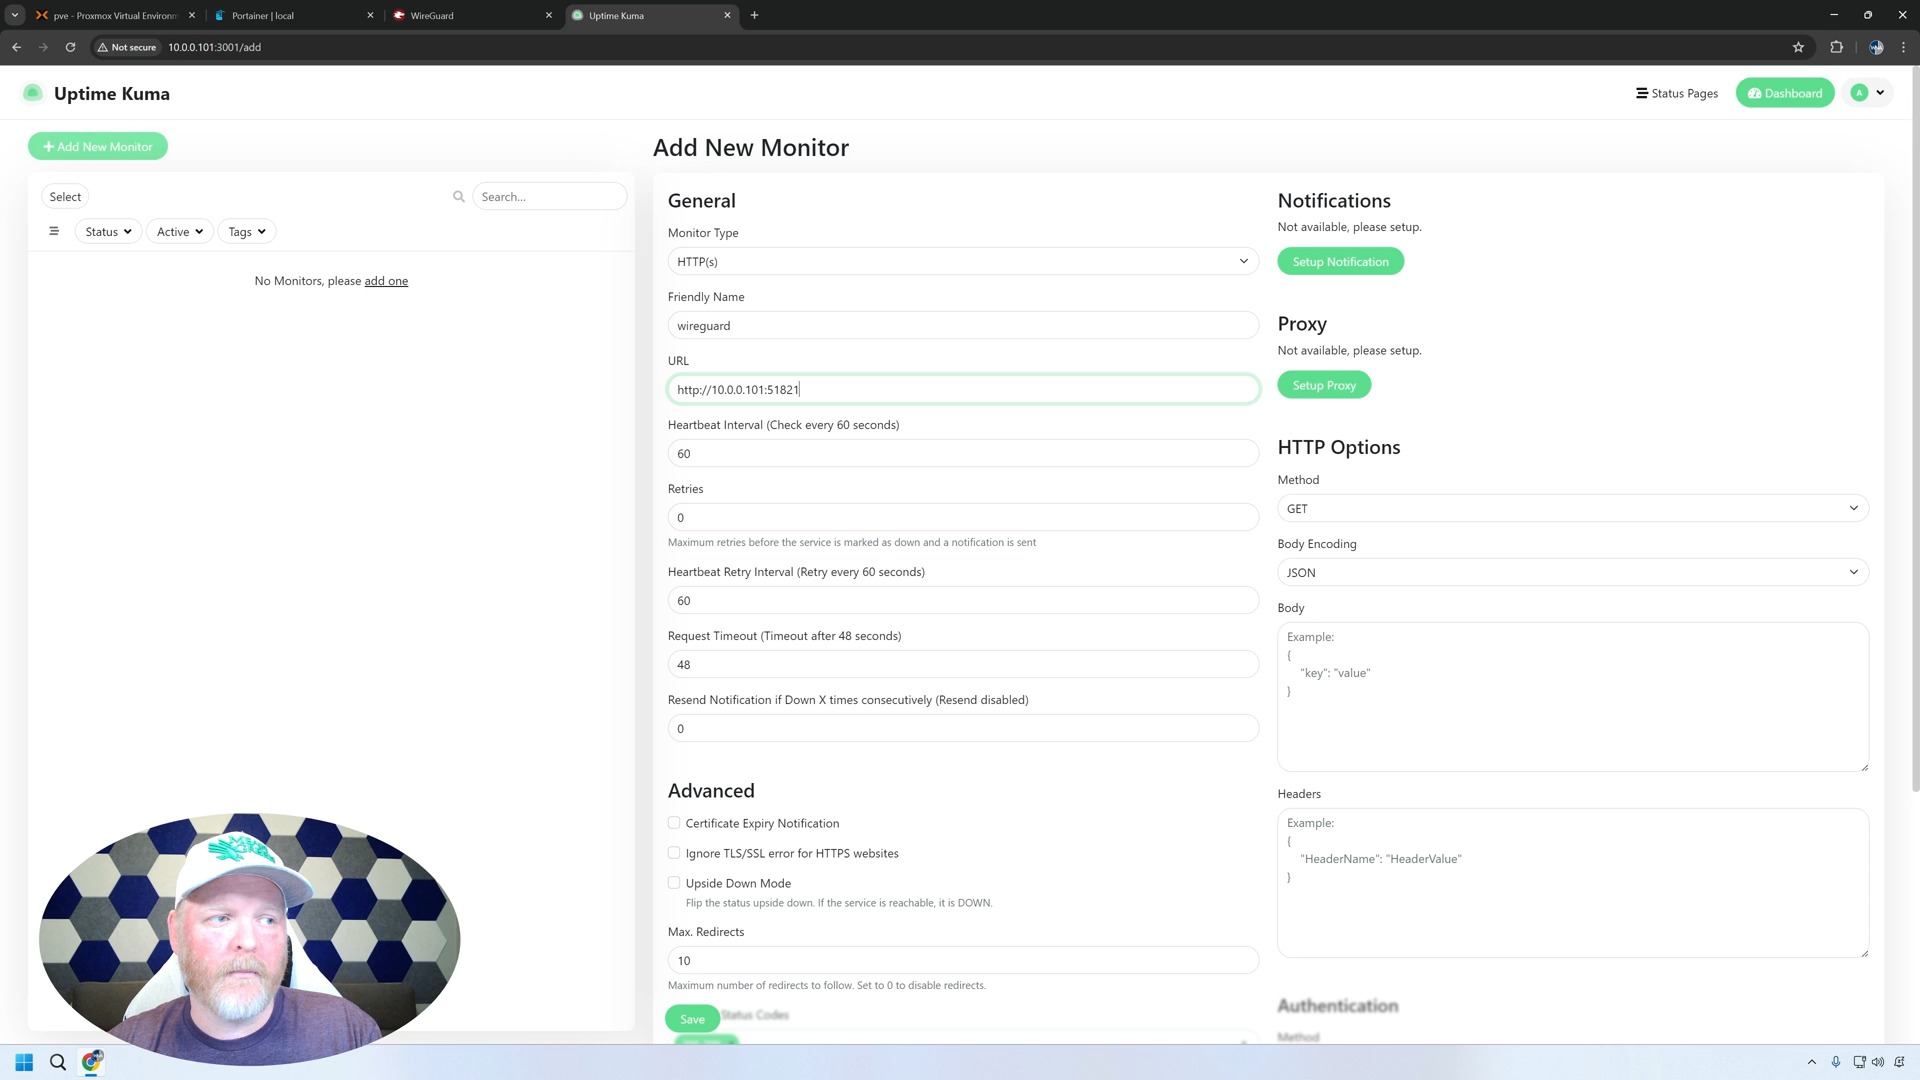 pve - Proxmox Virtual Environm
Portainer | local
WireGuard
Uptime Kuma
Not secure
10.0.0.101:3001/add
Uptime Kuma
Status Pages
Dashboard
A
Add New Monitor
Add New Monitor
Select
Search...
Status
Active
Tags
No Monitors, please add one
General
Monitor Type
HTTP(s)
Friendly Name
wireguard
URL
http://10.0.0.101:51821
Heartbeat Interval (Check every 60 seconds)
60
Retries
0
Maximum retries before the service is marked as down and a notification is sent
Heartbeat Retry Interval (Retry every 60 seconds)
60
Request Timeout (Timeout after 48 seconds)
48
Resend Notification if Down X times consecutively (Resend disabled)
0
Advanced
Certificate Expiry Notification
Ignore TLS/SSL error for HTTPS websites
Upside Down Mode
Flip the status upside down. If the service is reachable, it is DOWN.
Max. Redirects
10
Maximum number of redirects to follow. Set to 0 to disable redirects.
Save
Status Codes
Notifications
Not available, please setup.
Setup Notification
Proxy
Not available, please setup.
Setup Proxy
HTTP Options
Method
GET
Body Encoding
JSON
Body
Example:
{
"key": "value"
}
Headers
Example:
{
"HeaderName": "HeaderValue"
}
Authentication
Method